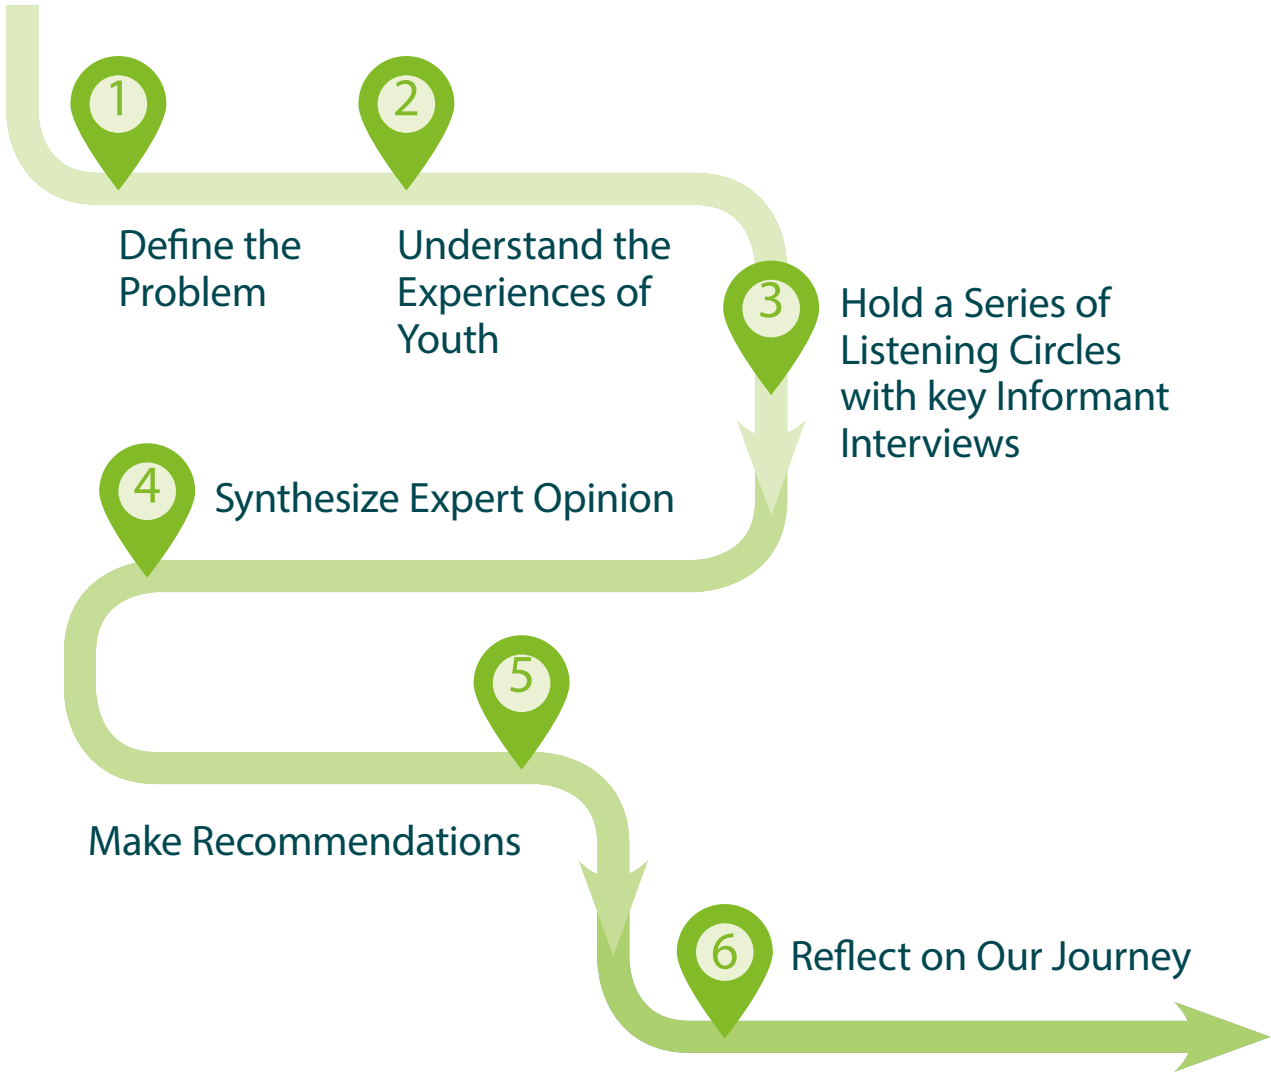 1
Define the
Problem
2
Understand the
Experiences of
Youth
3
Hold a Series of
Listening Circles
with key Informant
Interviews
4
Synthesize Expert Opinion
5
Make Recommendations
6
Reflect on Our Journey